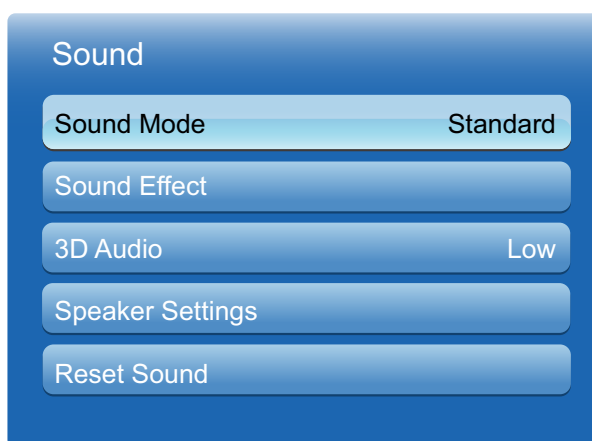 Sound
Sound Mode Standard
Sound Effect
3D Audio Low
Speaker Settings
Reset Sound